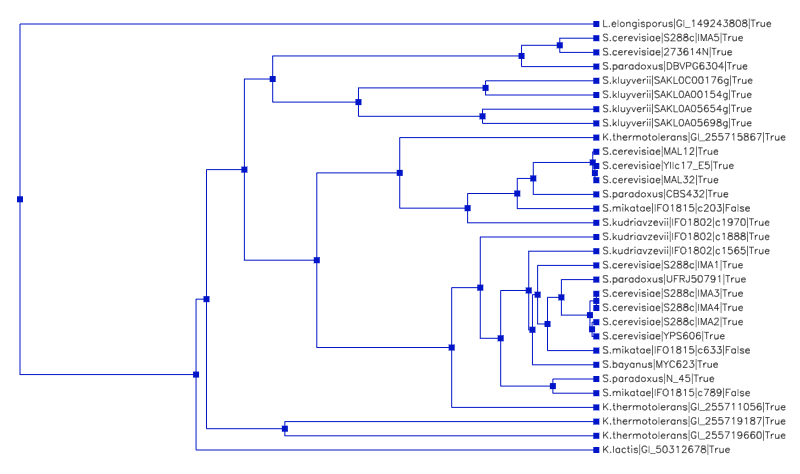 L.elongisporus|GI_149243808|True
S.cerevisiae|S288c|IMA5|True
S.cerevisiae|273614N|True
S.paradoxus|DBVPG6304|True
S.kluyverii|SAKL0C00176g|True
S.kluyverii|SAKL0A00154g|True
S.kluyverii|SAKL0A05654g|True
S.kluyverii|SAKL0A05698g|True
K.thermotolerans|GI_255715867|True
S.cerevisiae|MAL12|True
S.cerevisiae|YIlc17_E5|True
S.cerevisiae|MAL32|True
S.paradoxus|CBS432|True
S.mikatae|IFO1815|c203|False
S.kudriavzevii|IFO1802|c1970|True
S.kudriavzevii|IFO1802|c1888|True
S.kudriavzevii|IFO1802|c1565|True
S.cerevisiae|S288c|IMA1|True
S.paradoxus|UFRJ50791|True
S.cerevisiae|S288c|IMA3|True
S.cerevisiae|S288c|IMA4|True
S.cerevisiae|S288c|IMA2|True
S.cerevisiae|YPS606|True
S.mikatae|IFO1815|c633|False
S.bayanus|MYC623|True
S.paradoxus|N_45|True
S.mikatae|IFO1815|c789|False
K.thermotolerans|GI_255711056|True
K.thermotolerans|GI_255719187|True
K.thermotolerans|GI_255719660|True
K.lactis|GI_50312678|True